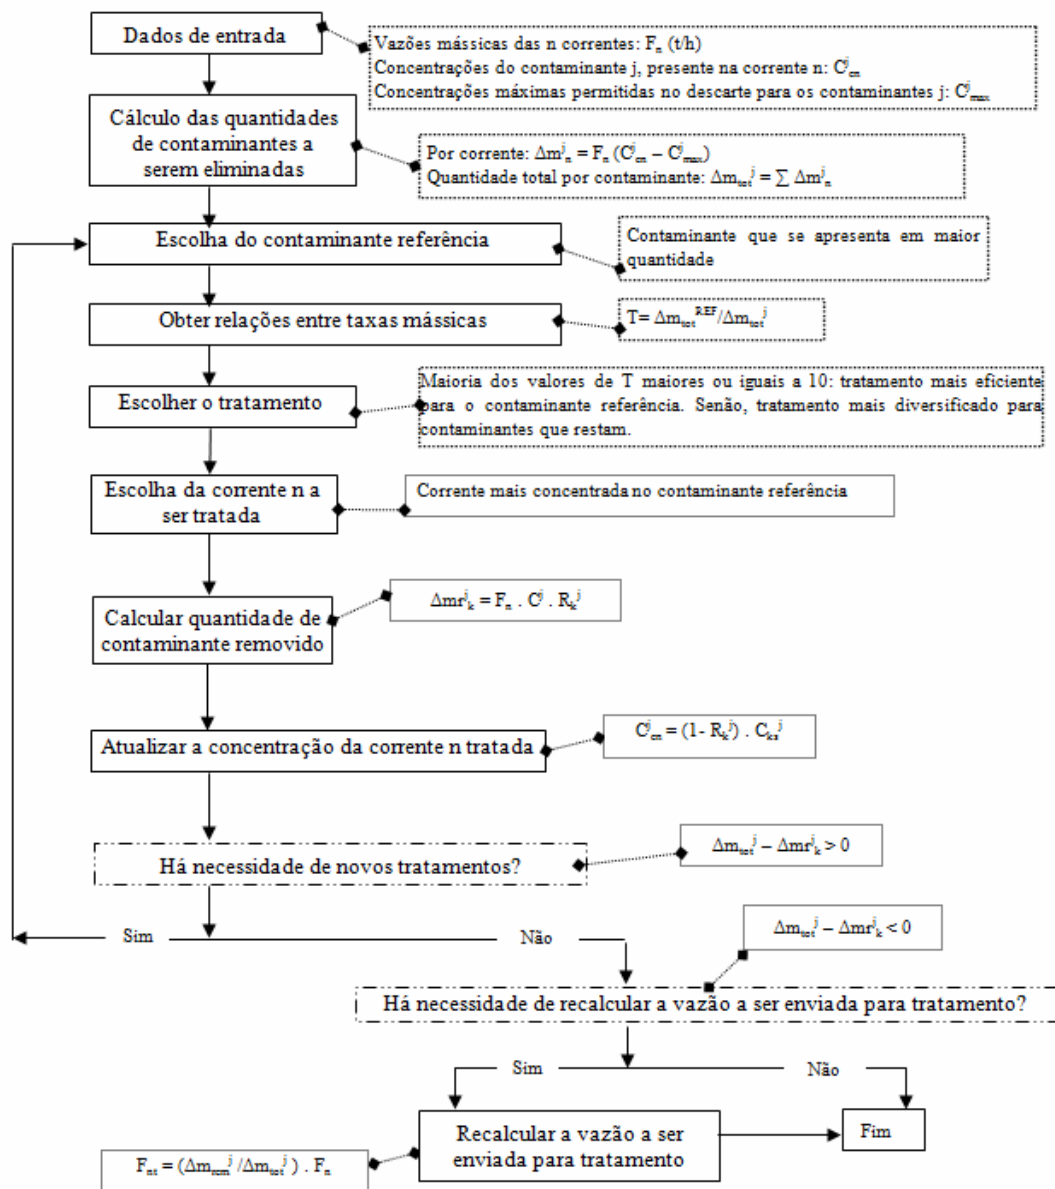 Dados de entrada
Vazões mássicas das n correntes: Fₙ (t/h)
Concentrações do contaminante j, presente na corrente n: Cʲcn
Concentrações máximas permitidas no descarte para os contaminantes j: Cʲmax
Cálculo das quantidades
de contaminantes a
serem eliminadas
Por corrente: Δmʲₙ = Fₙ (Cʲcn – Cʲmax)
Quantidade total por contaminante: Δmtotʲ = ∑ Δmʲₙ
Escolha do contaminante referência
Contaminante que se apresenta em maior
quantidade
Obter relações entre taxas mássicas
T= ΔmtotREF/Δmtotʲ
Escolher o tratamento
Maioria dos valores de T maiores ou iguais a 10: tratamento mais eficiente
para o contaminante referência. Senão, tratamento mais diversificado para
contaminantes que restam.
Escolha da corrente n a
ser tratada
Corrente mais concentrada no contaminante referência
Calcular quantidade de
contaminante removido
Δmrʲₖ = Fₙ . Cʲ . Rₖʲ
Atualizar a concentração da corrente n tratada
Cʲcn = (1- Rₖʲ) . Ckaʲ
Há necessidade de novos tratamentos?
Δmtotʲ – Δmrʲₖ > 0
Sim
Não
Δmtotʲ – Δmrʲₖ < 0
Há necessidade de recalcular a vazão a ser enviada para tratamento?
Sim
Não
Recalcular a vazão a ser
enviada para tratamento
Fim
Fnt = (Δmremʲ /Δmtotʲ ) . Fₙ